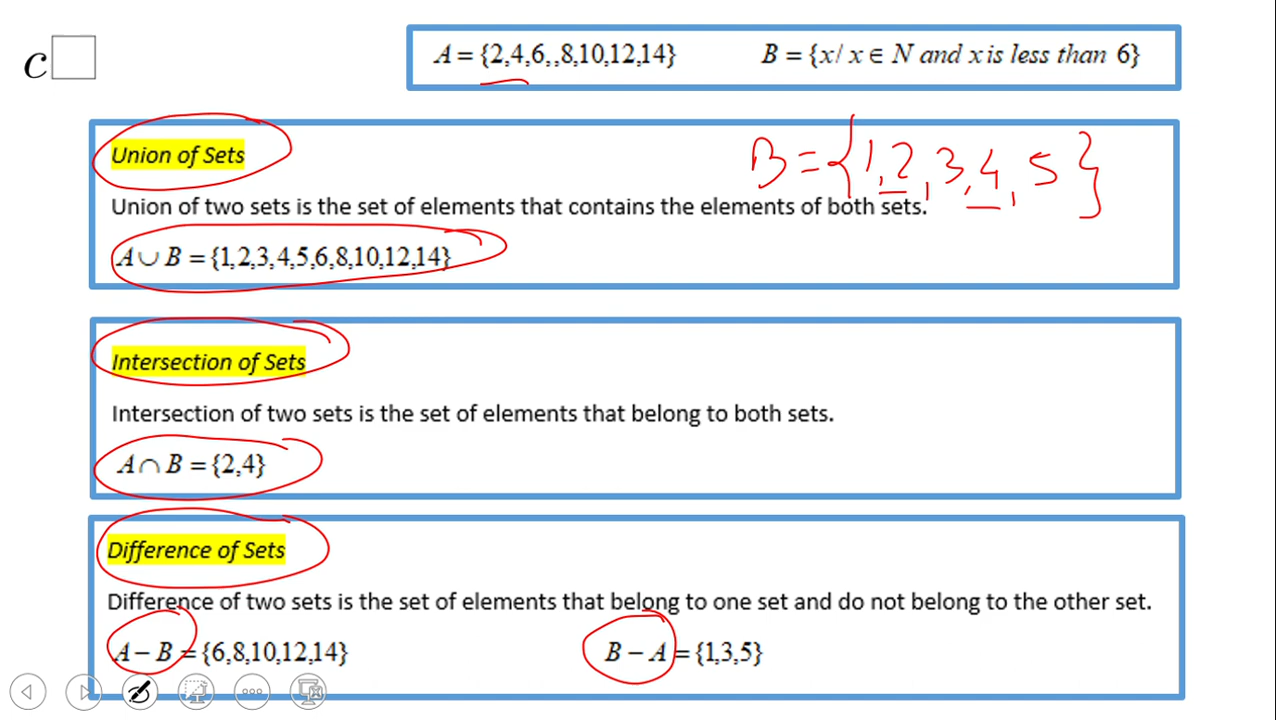 c
A = {2,4,6,,8,10,12,14} B = {x/ x ∈ N and x is less than 6}
Union of Sets
B = {1,2,3,4,5}
Union of two sets is the set of elements that contains the elements of both sets.
A ∪ B = {1,2,3,4,5,6,8,10,12,14}
Intersection of Sets
Intersection of two sets is the set of elements that belong to both sets.
A ∩ B = {2,4}
Difference of Sets
Difference of two sets is the set of elements that belong to one set and do not belong to the other set.
A − B = {6,8,10,12,14} B − A = {1,3,5}